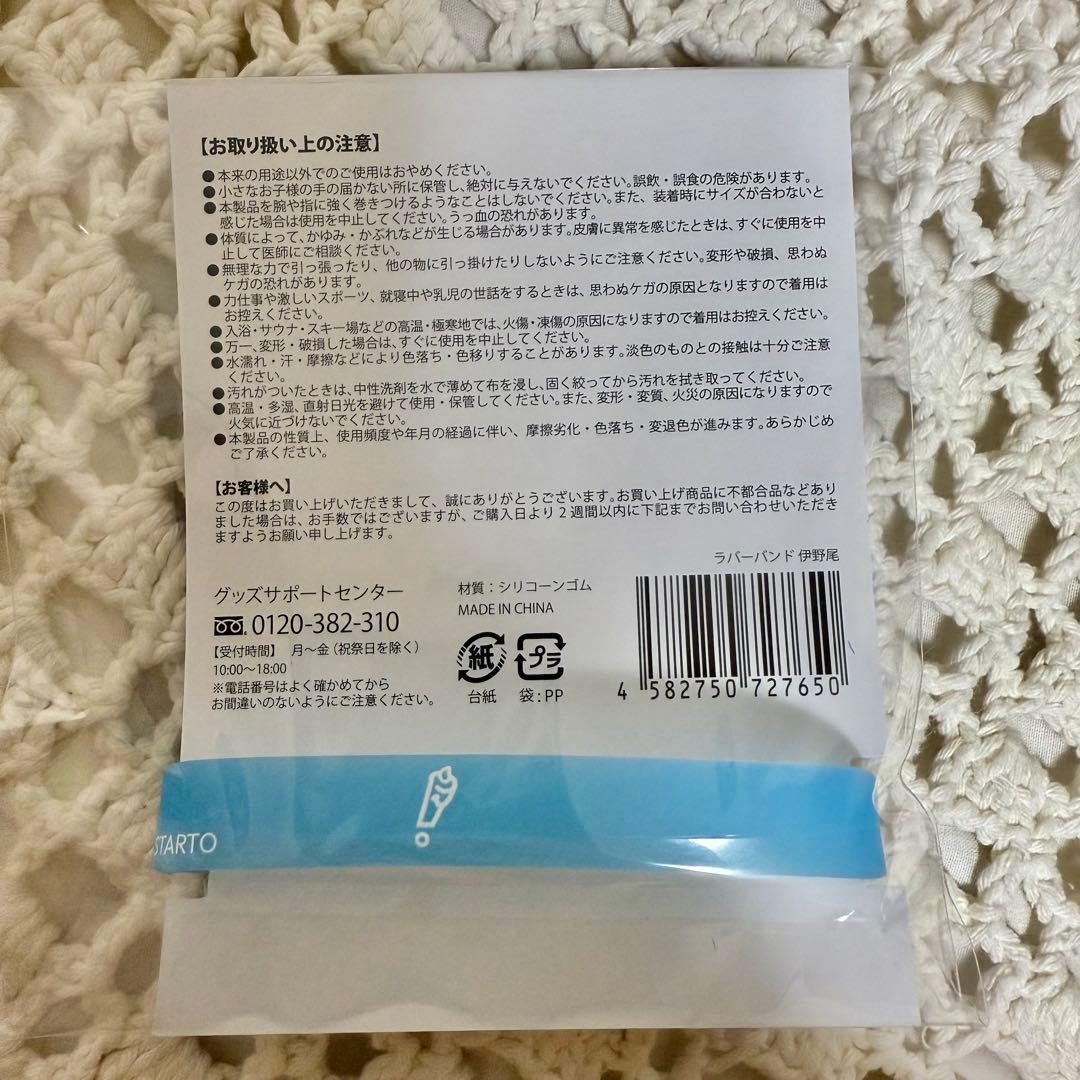 【お取り扱い上の注意】
●本来の用途以外でのご使用はおやめください。
●小さなお子様の手の届かない所に保管し、絶対に与えないでください。誤飲・誤食の危険があります。
●本製品を腕や指に強く巻きつけるようなことはしないでください。また、装着時にサイズが合わないと
感じた場合は使用を中止してください。うっ血の恐れがあります。
●体質によって、かゆみ・かぶれなどが生じる場合があります。皮膚に異常を感じたときは、すぐに使用を中
止して医師にご相談ください。
●無理な力で引っ張ったり、他の物に引っ掛けたりしないようにご注意ください。変形や破損、思わぬ
ケガの恐れがあります。
●力仕事や激しいスポーツ、就寝中や乳児の世話をするときは、思わぬケガの原因となりますので着用は
お控えください。
●入浴・サウナ・スキー場などの高温・極寒地では、火傷・凍傷の原因になりますので着用はお控えください。
●万一、変形・破損した場合は、すぐに使用を中止してください。
●水濡れ・汗・摩擦などにより色落ち・色移りすることがあります。淡色のものとの接触は十分ご注意
ください。
●汚れがついたときは、中性洗剤を水で薄めて布を浸し、固く絞ってから汚れを拭き取ってください。
●高温・多湿、直射日光を避けて使用・保管してください。また、変形・変質、火災の原因になりますので
火気に近づけないでください。
●本製品の性質上、使用頻度や年月の経過に伴い、摩擦劣化・色落ち・変退色が進みます。あらかじめ
ご了承ください。
【お客様へ】
この度はお買い上げいただきまして、誠にありがとうございます。お買い上げ商品に不都合品などあり
ました場合は、お手数ではございますが、ご購入日より2週間以内に下記までお問い合わせいただき
ますようお願い申し上げます。
ラバーバンド 伊野尾
グッズサポートセンター
0120-382-310
【受付時間】 月〜金(祝祭日を除く)
10:00〜18:00
※電話番号はよく確かめてから
お間違いのないようにご注意ください。
材質：シリコーンゴム
MADE IN CHINA
紙
プラ
台紙 袋：PP
4 582750 727650
STARTO